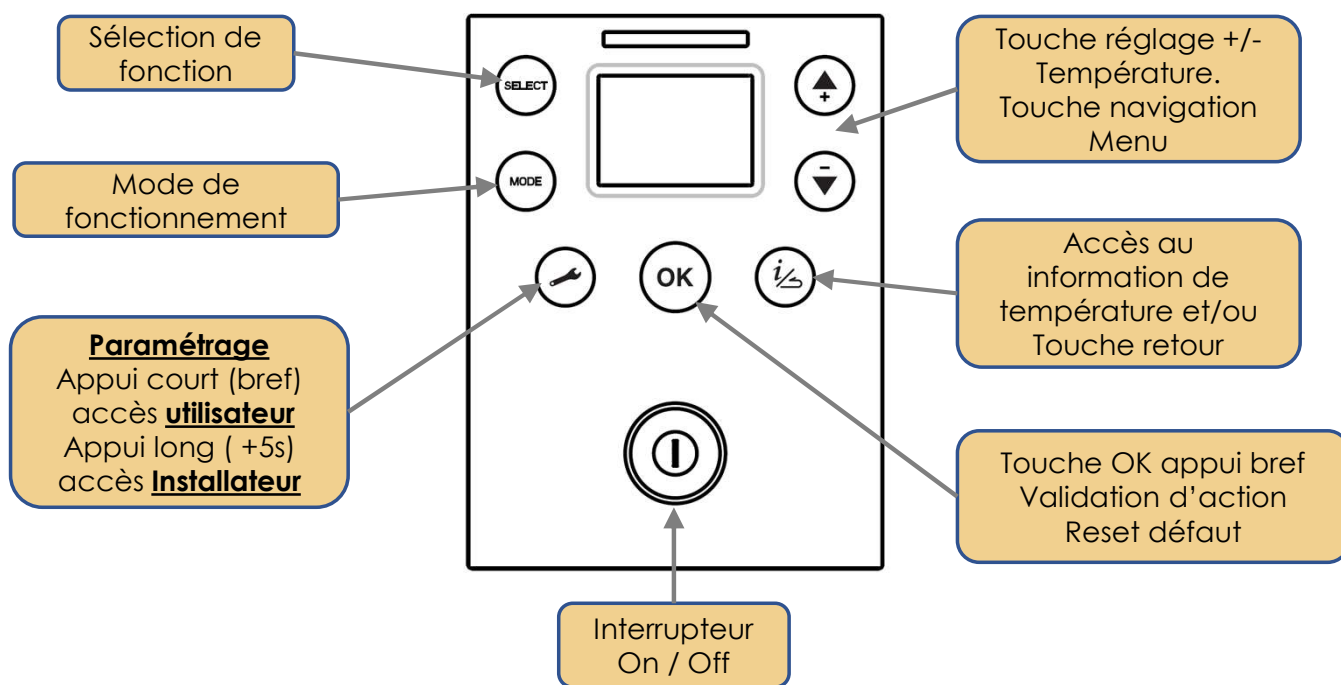 Sélection de
fonction
SELECT
+
Touche réglage +/-
Température.
Touche navigation
Menu
Mode de
fonctionnement
MODE
-
OK
i
Accès au
information de
température et/ou
Touche retour
Paramétrage
Appui court (bref)
accès utilisateur
Appui long ( +5s)
accès Installateur
Touche OK appui bref
Validation d’action
Reset défaut
Interrupteur
On / Off